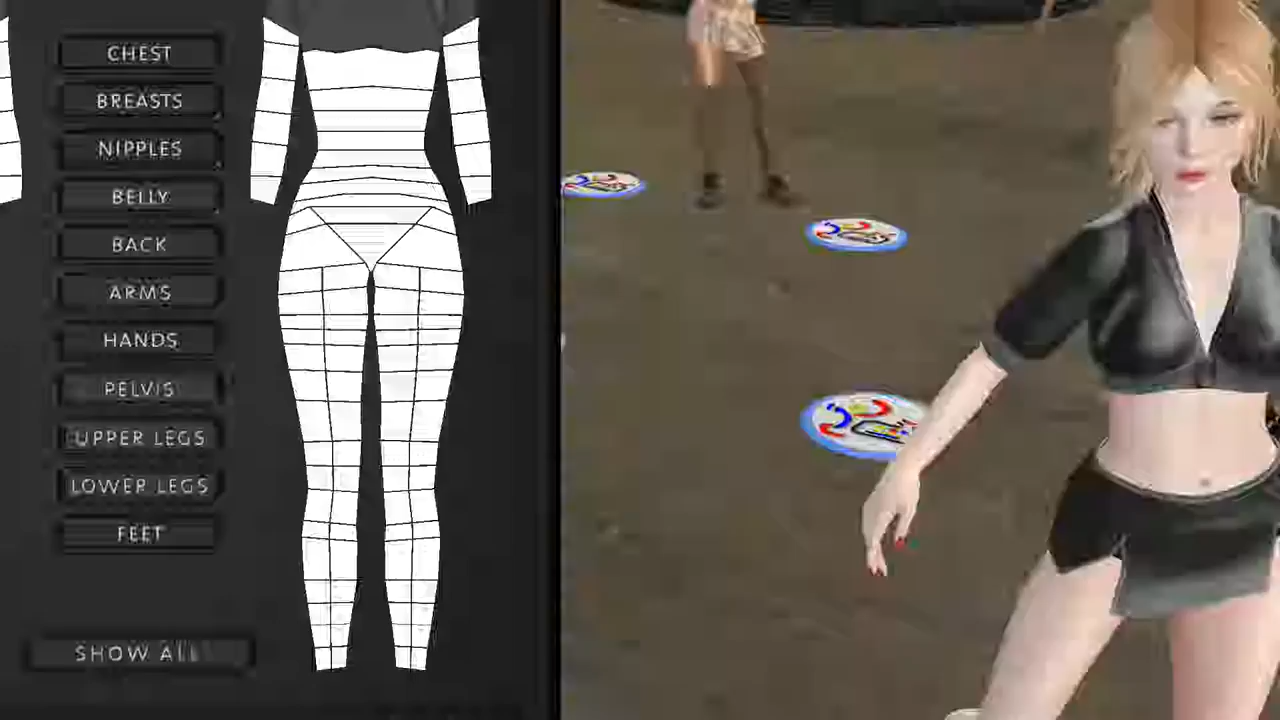 CHEST
BREASTS
NIPPLES
BELLY
BACK
ARMS
HANDS
PELVIS
UPPER LEGS
LOWER LEGS
FEET
SHOW ALL